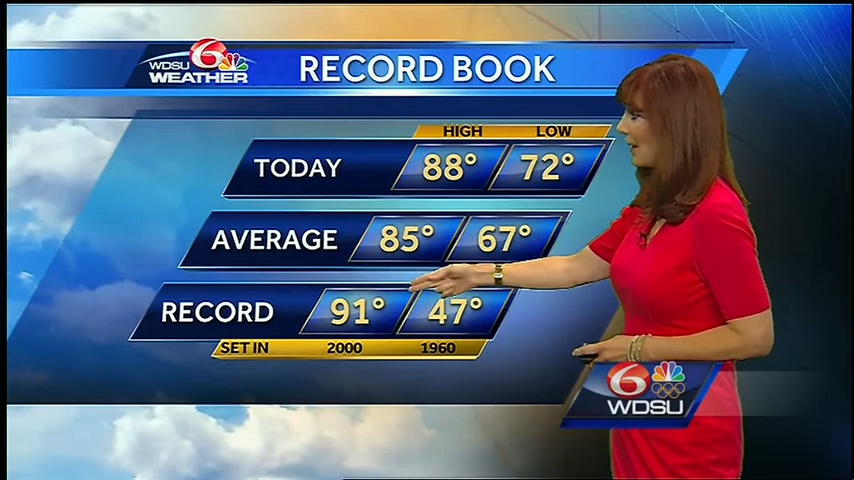 WDSU 6
WEATHER
RECORD BOOK
HIGH LOW
TODAY 88° 72°
AVERAGE 85° 67°
RECORD 91° 47°
SET IN 2000 1960
6
WDSU